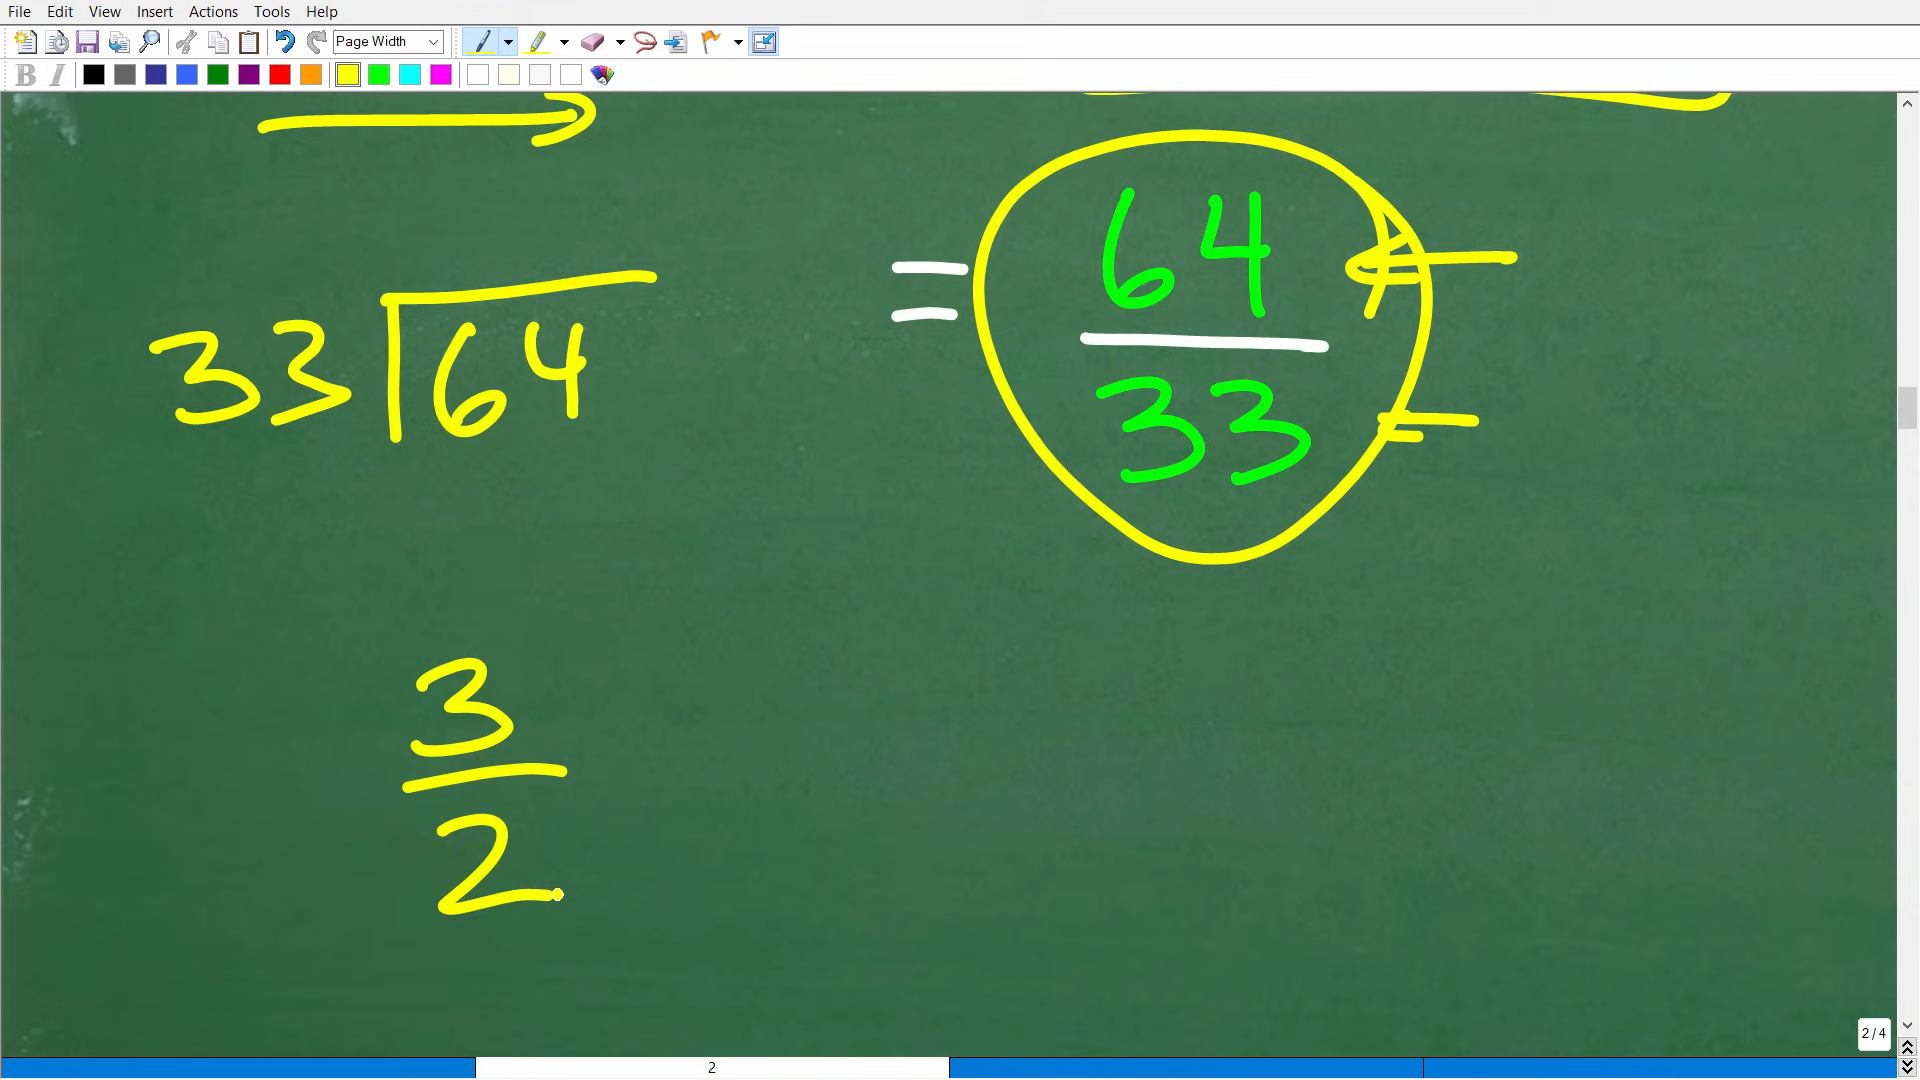 File Edit View Insert Actions Tools Help
Page Width
B I
= 64
33
33 64
3
2
2 / 4
2